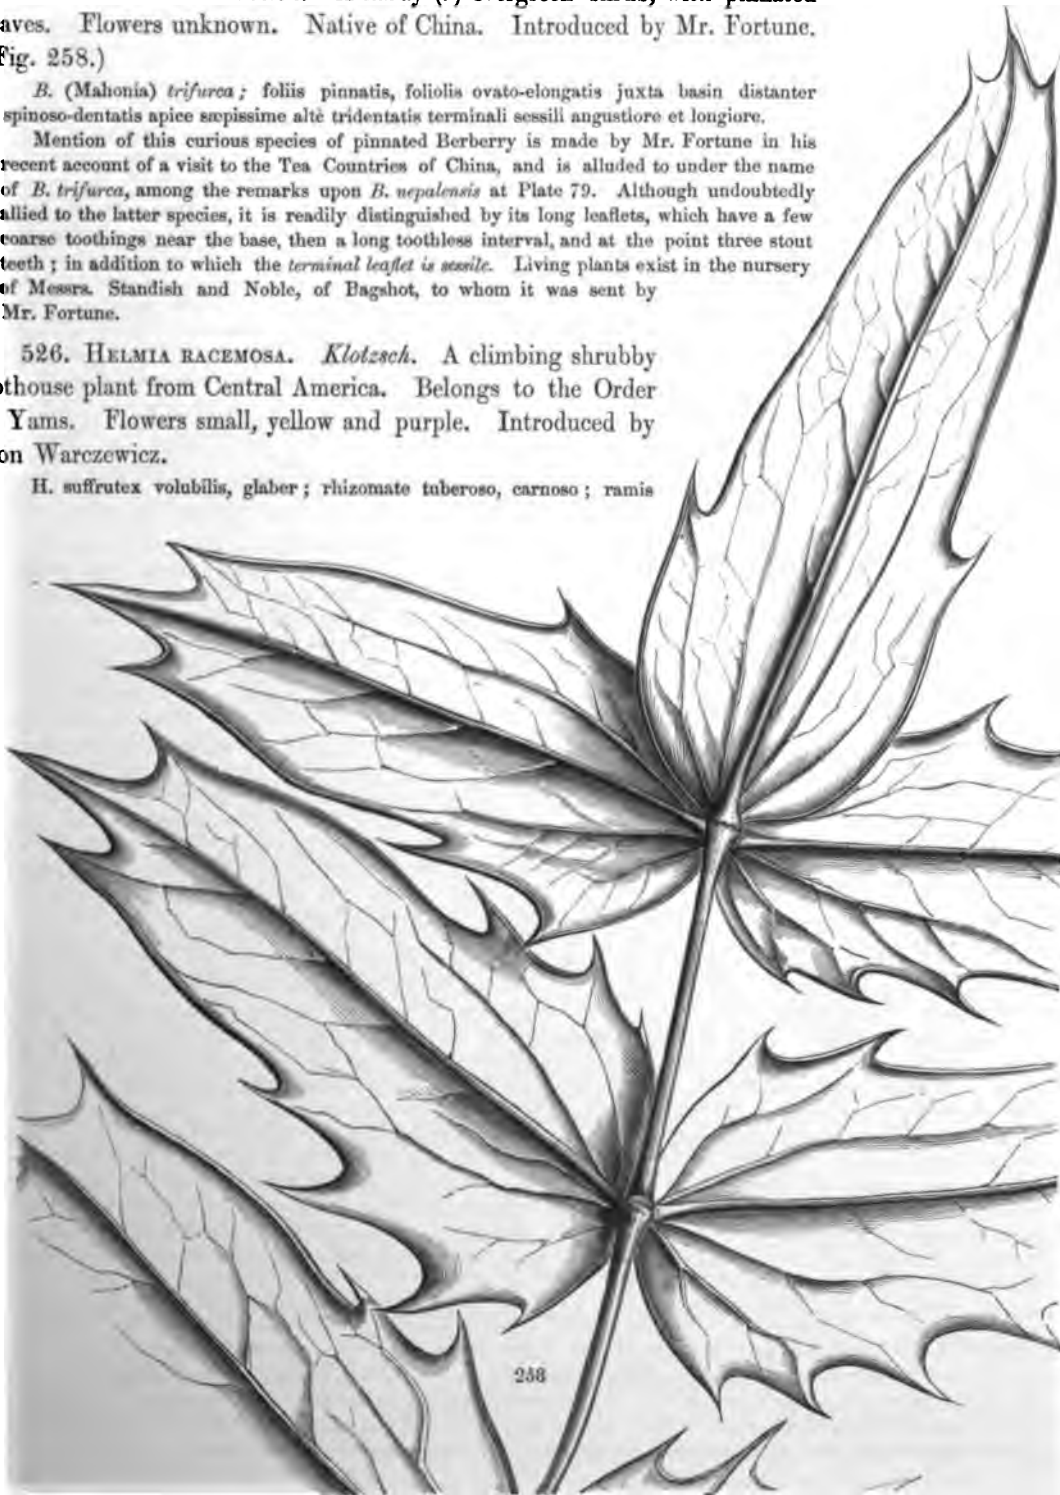 aves. Flowers unknown. Native of China. Introduced by Mr. Fortune.
Fig. 258.)
B. (Mahonia) trifurca; foliis pinnatis, foliolis ovato-elongatis juxta basin distanter
spinoso-dentatis apice sæpissime altè tridentatis terminali sessili angustiore et longiore.
Mention of this curious species of pinnated Berberry is made by Mr. Fortune in his
recent account of a visit to the Tea Countries of China, and is alluded to under the name
of B. trifurca, among the remarks upon B. nepalensis at Plate 79. Although undoubtedly
allied to the latter species, it is readily distinguished by its long leaflets, which have a few
coarse toothings near the base, then a long toothless interval, and at the point three stout
teeth; in addition to which the terminal leaflet is sessile. Living plants exist in the nursery
of Messrs. Standish and Noble, of Bagshot, to whom it was sent by
Mr. Fortune.
526. HELMIA RACEMOSA. Klotzsch. A climbing shrubby
othouse plant from Central America. Belongs to the Order
Yams. Flowers small, yellow and purple. Introduced by
on Warczewicz.
H. suffrutex volubilis, glaber; rhizomate tuberoso, carnoso; ramis
258